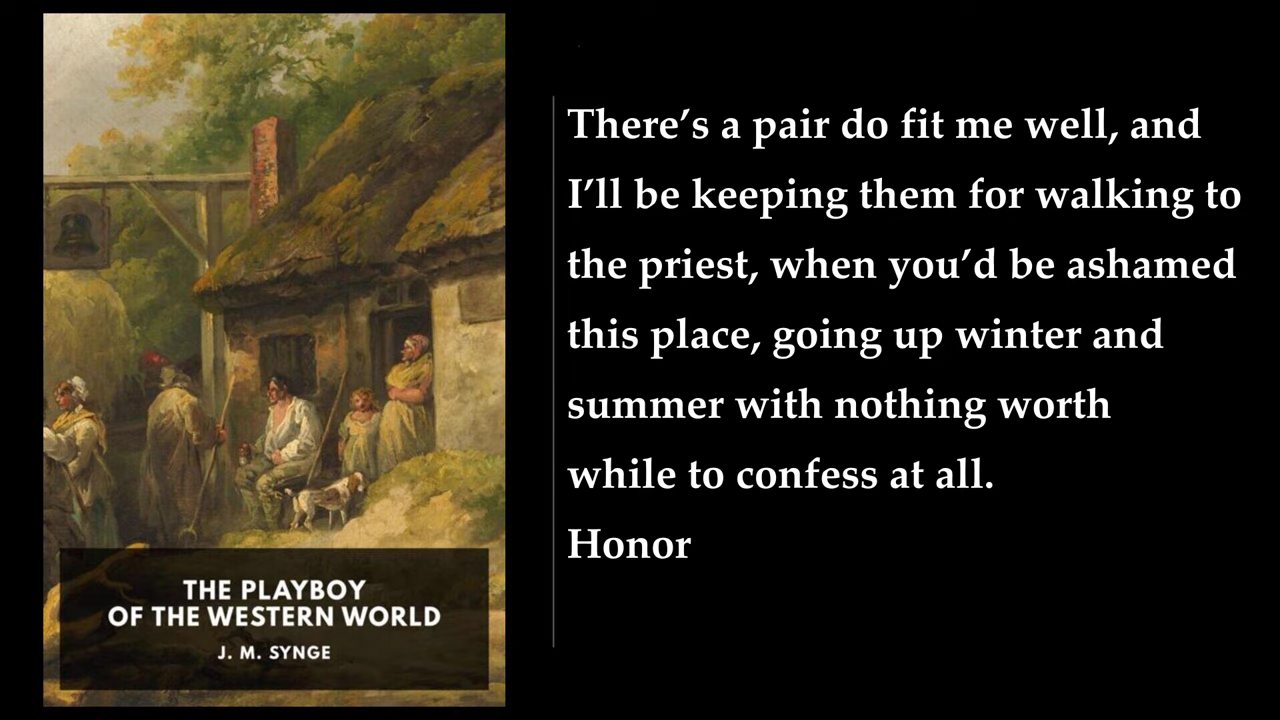 THE PLAYBOY
OF THE WESTERN WORLD
J. M. SYNGE
There’s a pair do fit me well, and
I’ll be keeping them for walking to
the priest, when you’d be ashamed
this place, going up winter and
summer with nothing worth
while to confess at all.
Honor